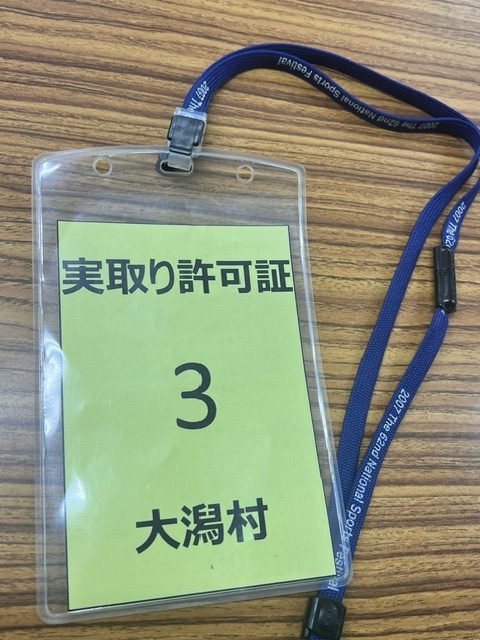 実取り許可証
3
大潟村
2007 The 62nd National Sports Festival
2007 The 62nd National Sports Festival